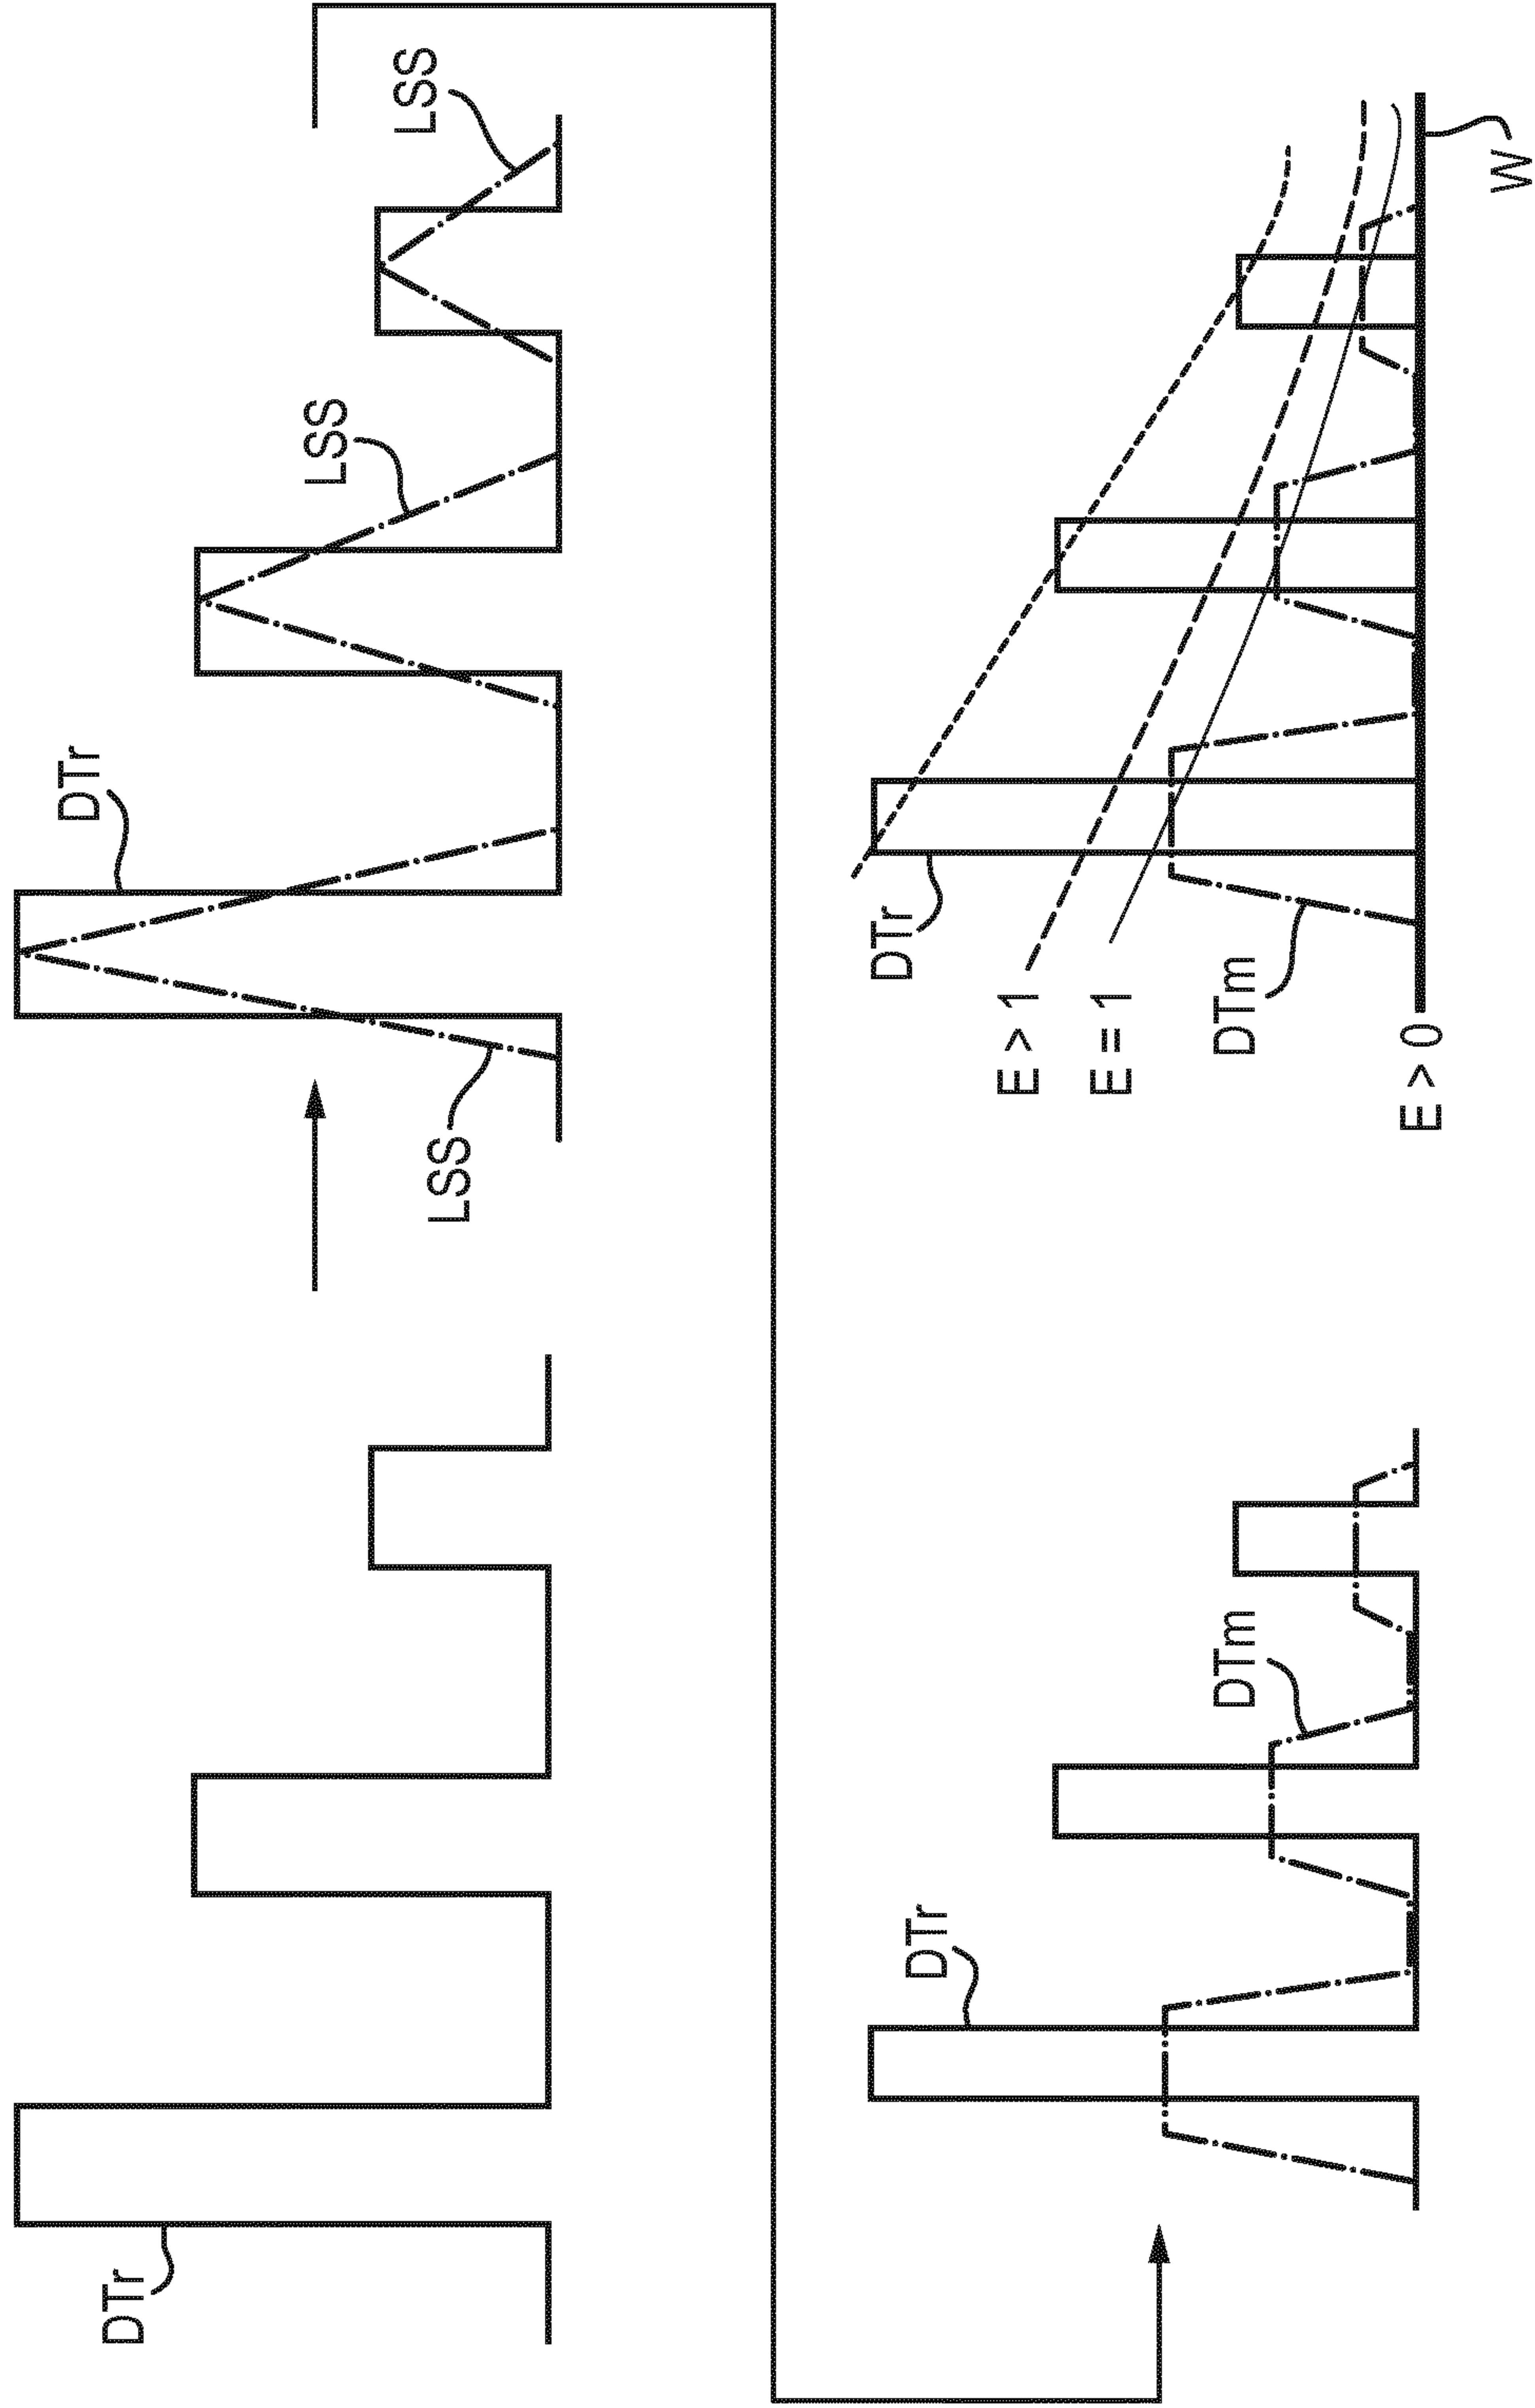 DTr
DTr
LSS
LSS
LSS
DTr
DTm
DTr
E > 1
E = 1
DTm
E > 0
W